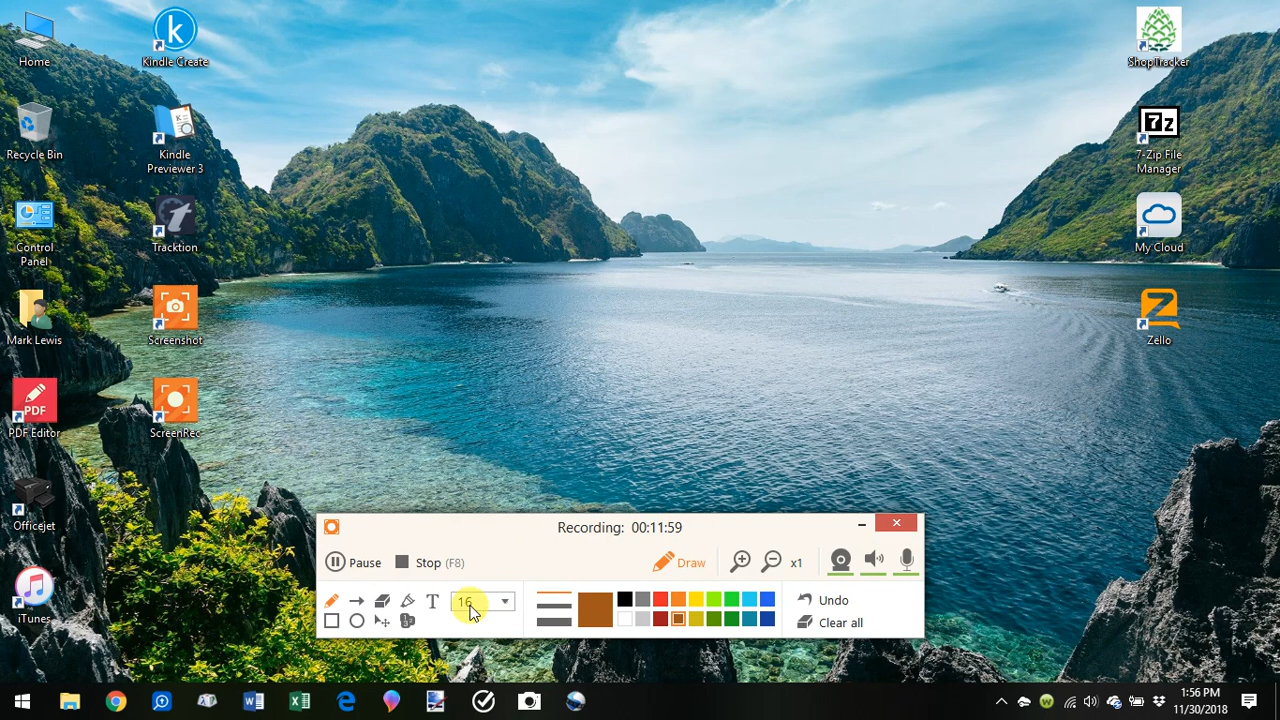 Home
Kindle Create
ShopTracker
Recycle Bin
Kindle
Previewer 3
7z
7-Zip File
Manager
Control
Panel
Tracktion
My Cloud
Mark Lewis
Screenshot
Zello
PDF
PDF Editor
ScreenRec
Officejet
iTunes
Recording: 00:11:59
Pause
Stop (F8)
Draw
x1
T
16
Undo
Clear all
1:56 PM
11/30/2018